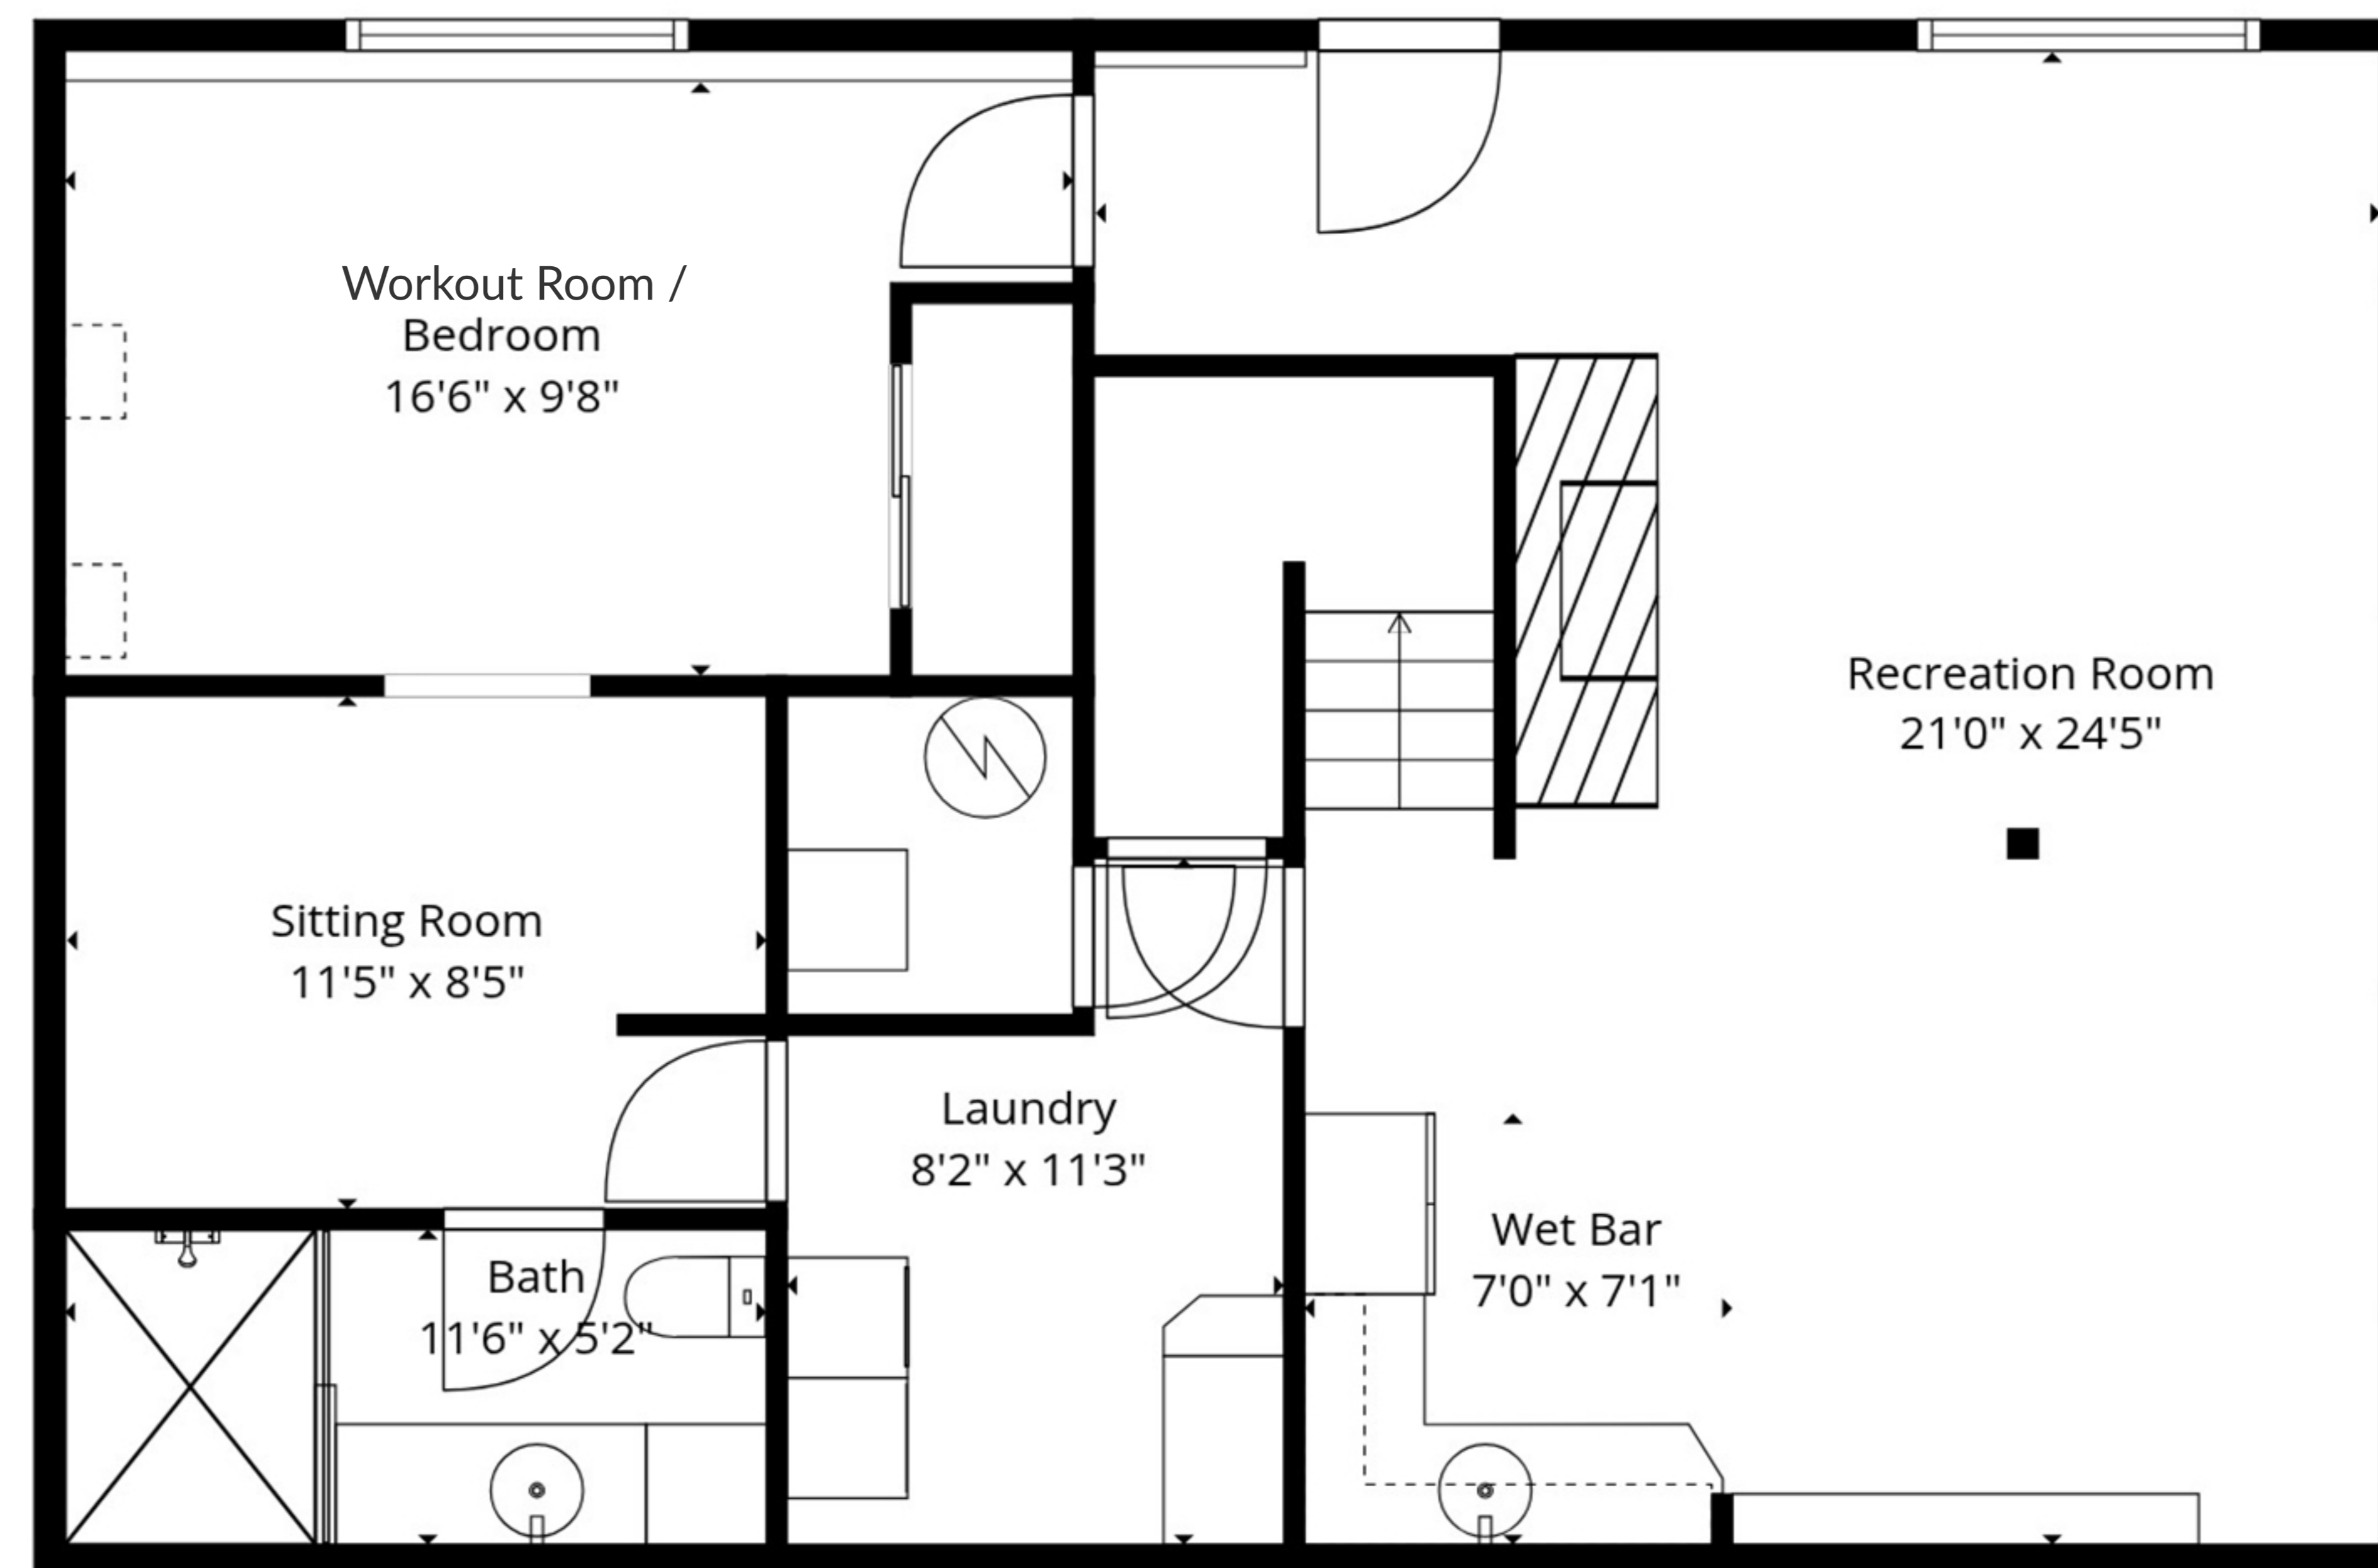 Workout Room /
Bedroom
16'6" x 9'8"
Recreation Room
21'0" x 24'5"
Sitting Room
11'5" x 8'5"
Laundry
8'2" x 11'3"
Wet Bar
7'0" x 7'1"
Bath
11'6" x 5'2"